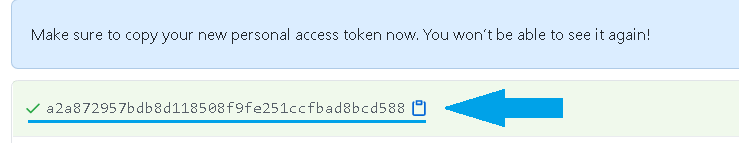 Make sure to copy your new personal access token now. You won't be able to see it again!
a2a872957bdb8d118508f9fe251ccfbad8bcd588